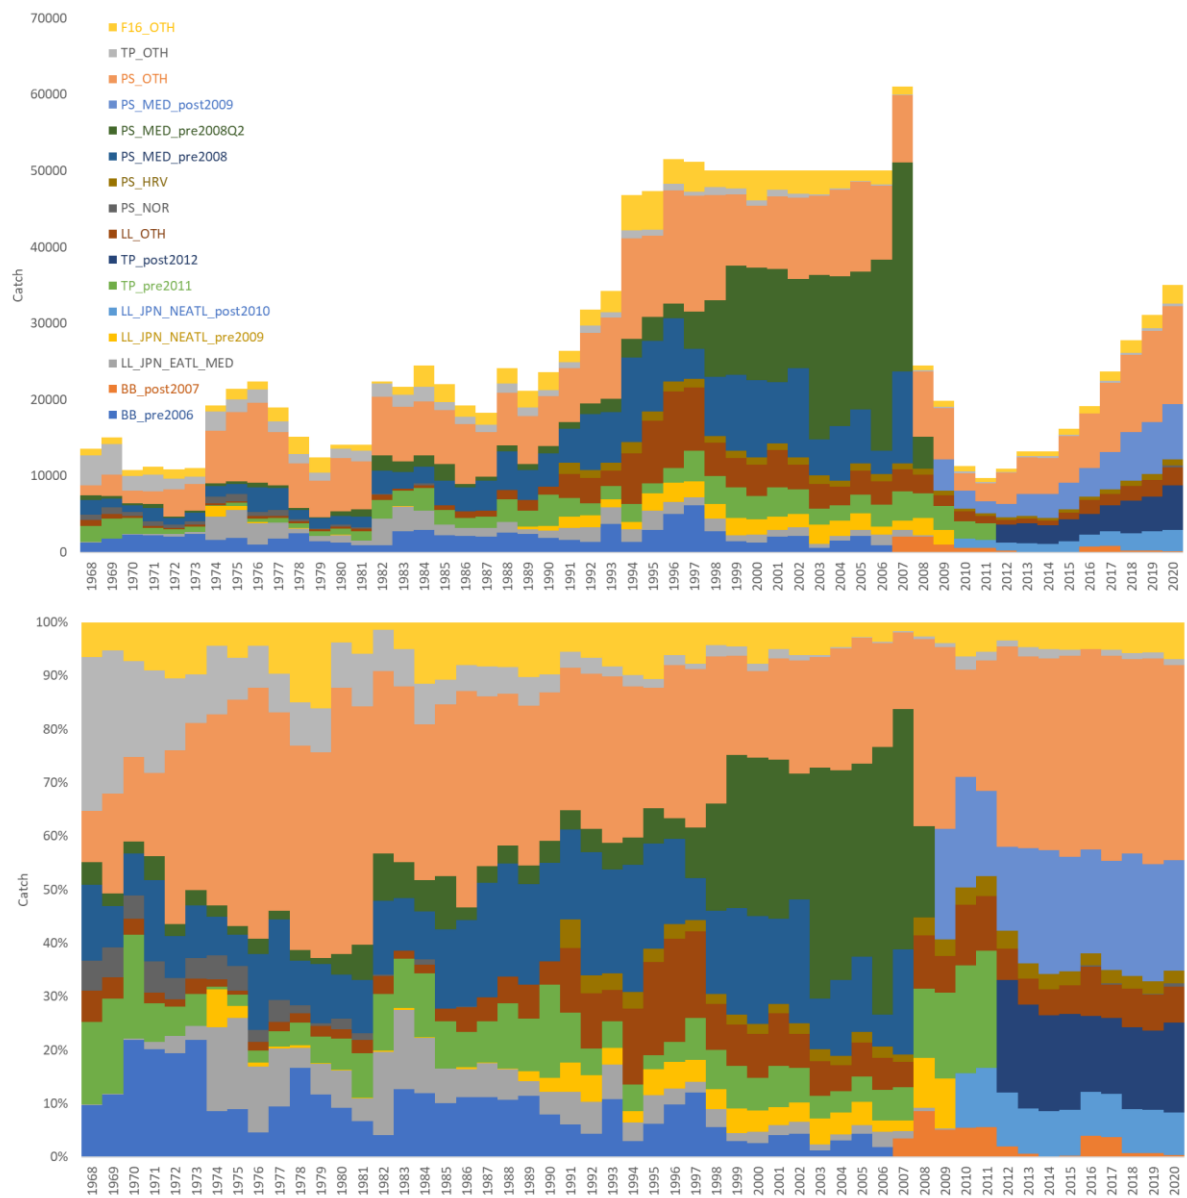 70000
F16_OTH
TP_OTH
PS_OTH
60000
PS_MED_post2009
PS_MED_pre2008Q2
PS_MED_pre2008
50000
PS_HRV
PS_NOR
LL_OTH
40000
TP_post2012
Catch
TP_pre2011
LL_JPN_NEATL_post2010
30000
LL_JPN_NEATL_pre2009
LL_JPN_EATL_MED
BB_post2007
BB_pre2006
20000
10000
0
1968 1969 1970 1971 1972 1973 1974 1975 1976 1977 1978 1979 1980 1981 1982 1983 1984 1985 1986 1987 1988 1989 1990 1991 1992 1993 1994 1995 1996 1997 1998 1999 2000 2001 2002 2003 2004 2005 2006 2007 2008 2009 2010 2011 2012 2013 2014 2015 2016 2017 2018 2019 2020
100%
90%
80%
70%
60%
50%
Catch
40%
30%
20%
10%
0%
1968 1969 1970 1971 1972 1973 1974 1975 1976 1977 1978 1979 1980 1981 1982 1983 1984 1985 1986 1987 1988 1989 1990 1991 1992 1993 1994 1995 1996 1997 1998 1999 2000 2001 2002 2003 2004 2005 2006 2007 2008 2009 2010 2011 2012 2013 2014 2015 2016 2017 2018 2019 2020